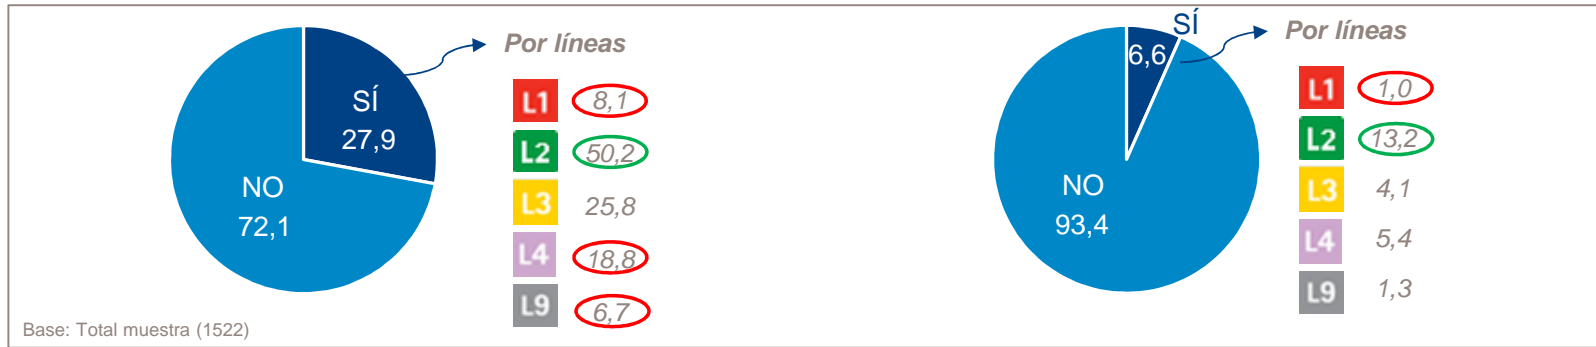 Por líneas
SÍ
27,9
NO
72,1
L1 8,1
L2 50,2
L3 25,8
L4 18,8
L9 6,7
Base: Total muestra (1522)
SÍ
Por líneas
6,6
NO
93,4
L1 1,0
L2 13,2
L3 4,1
L4 5,4
L9 1,3